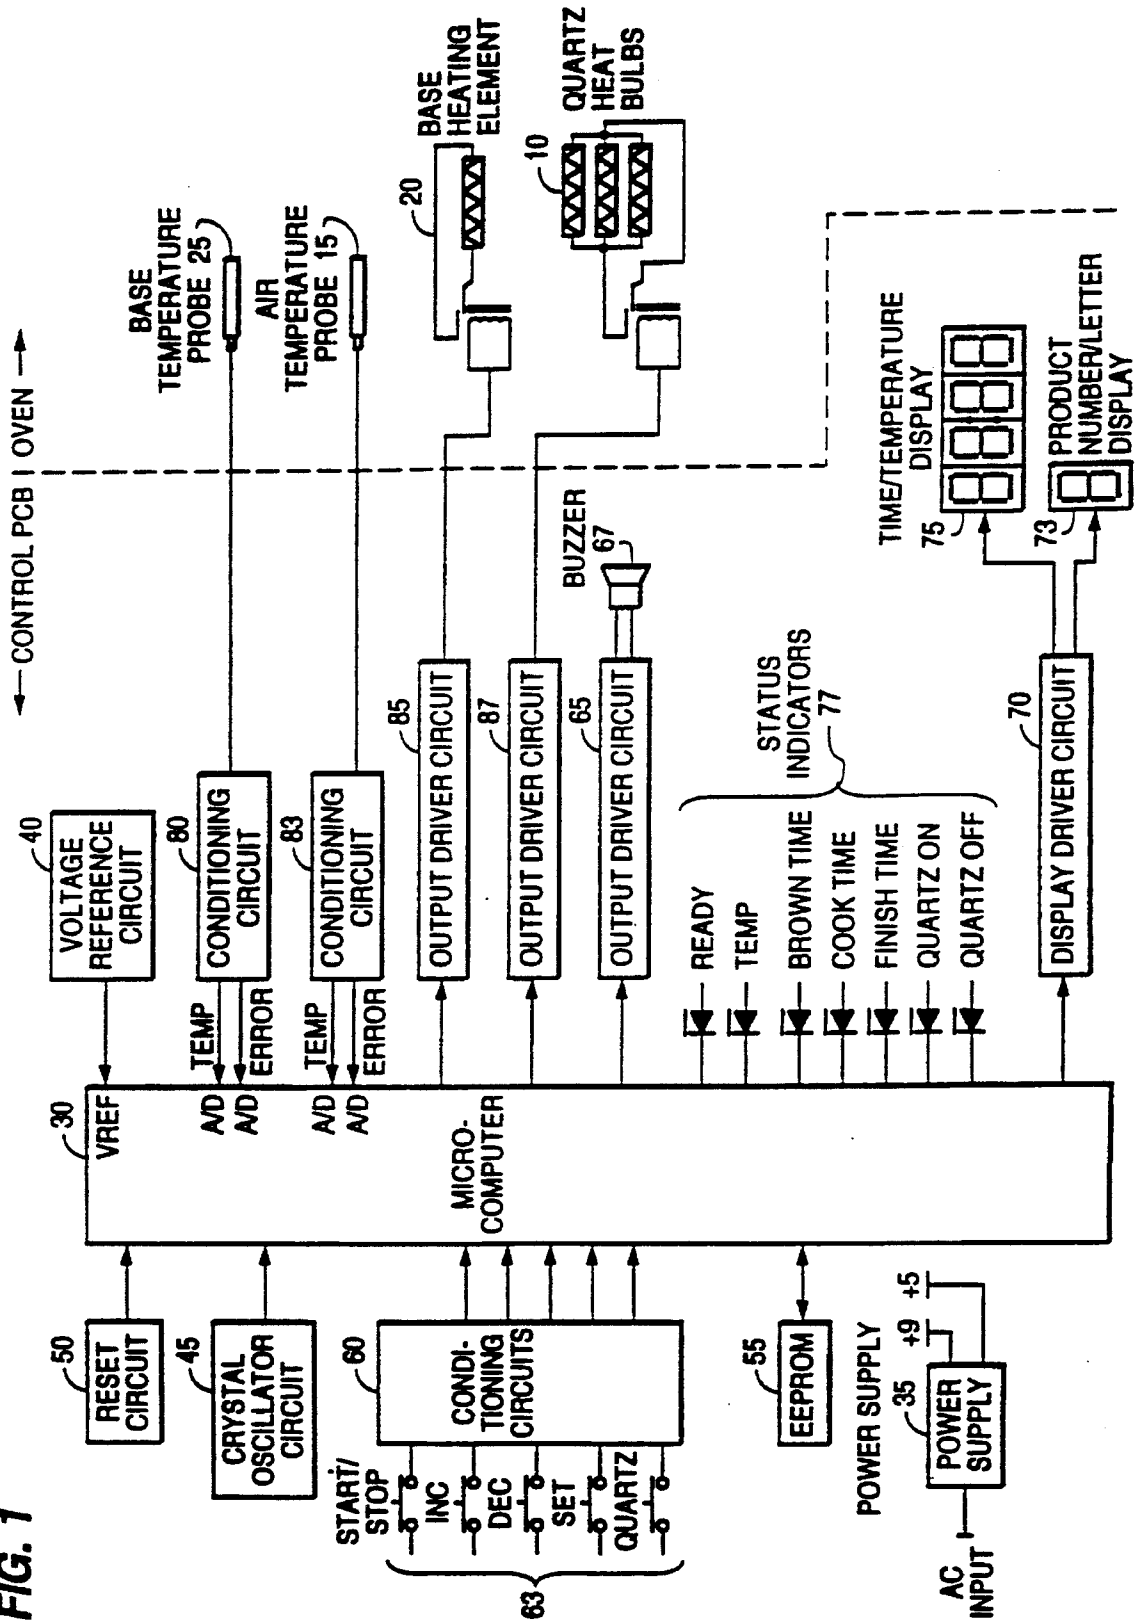 FIG. 1
← CONTROL PCB | OVEN →
50
RESET
CIRCUIT
45
CRYSTAL
OSCILLATOR
CIRCUIT
START/
STOP
INC
DEC
SET
QUARTZ
63
60
CONDI-
TIONING
CIRCUITS
55
EEPROM
POWER SUPPLY
35
POWER
SUPPLY
+9
+5
AC
INPUT
30
VREF
A/D
A/D
A/D
A/D
MICRO-
COMPUTER
40
VOLTAGE
REFERENCE
CIRCUIT
TEMP
ERROR
80
CONDITIONING
CIRCUIT
TEMP
ERROR
83
CONDITIONING
CIRCUIT
85
OUTPUT DRIVER CIRCUIT
87
OUTPUT DRIVER CIRCUIT
65
OUTPUT DRIVER CIRCUIT
BUZZER
67
READY
TEMP
BROWN TIME
COOK TIME
FINISH TIME
QUARTZ ON
QUARTZ OFF
STATUS
INDICATORS
77
70
DISPLAY DRIVER CIRCUIT
BASE
TEMPERATURE
PROBE 25
AIR
TEMPERATURE
PROBE 15
20
BASE
HEATING
ELEMENT
10
QUARTZ
HEAT
BULBS
TIME/TEMPERATURE
DISPLAY
75
73
PRODUCT
NUMBER/LETTER
DISPLAY